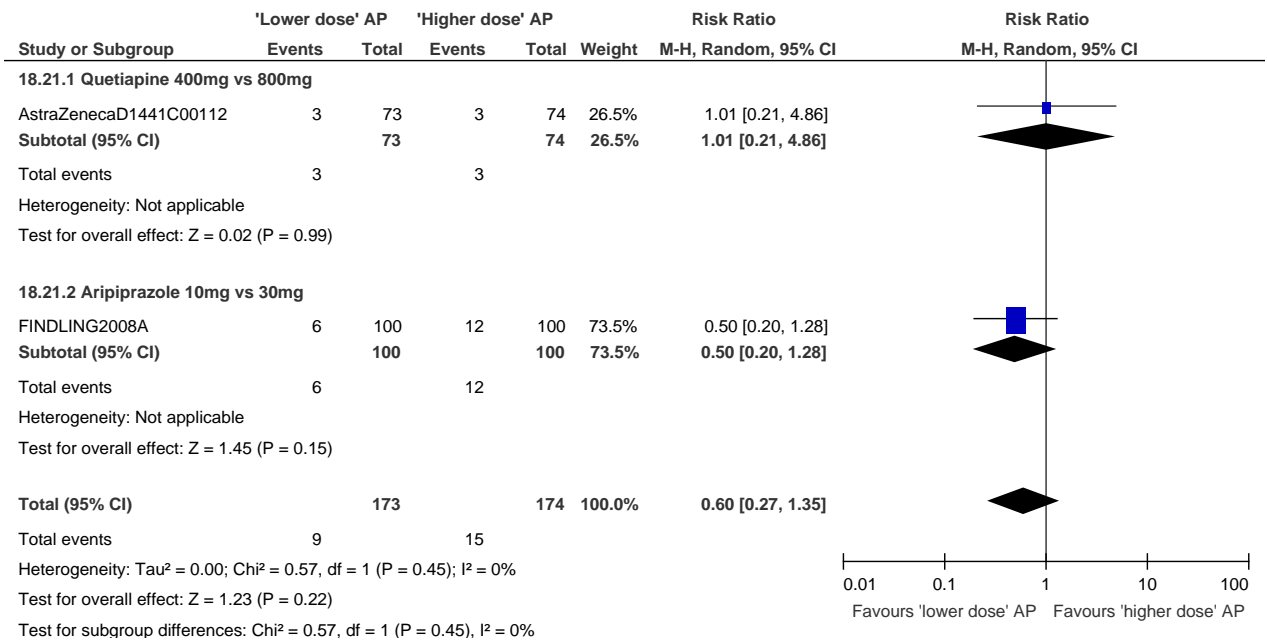 'Lower dose' AP 'Higher dose' AP Risk Ratio Risk Ratio
Study or Subgroup Events Total Events Total Weight M-H, Random, 95% CI M-H, Random, 95% CI
18.21.1 Quetiapine 400mg vs 800mg
AstraZenecaD1441C00112 3 73 3 74 26.5% 1.01 [0.21, 4.86]
Subtotal (95% CI) 73 74 26.5% 1.01 [0.21, 4.86]
Total events 3 3
Heterogeneity: Not applicable
Test for overall effect: Z = 0.02 (P = 0.99)
18.21.2 Aripiprazole 10mg vs 30mg
FINDLING2008A 6 100 12 100 73.5% 0.50 [0.20, 1.28]
Subtotal (95% CI) 100 100 73.5% 0.50 [0.20, 1.28]
Total events 6 12
Heterogeneity: Not applicable
Test for overall effect: Z = 1.45 (P = 0.15)
Total (95% CI) 173 174 100.0% 0.60 [0.27, 1.35]
Total events 9 15
Heterogeneity: Tau² = 0.00; Chi² = 0.57, df = 1 (P = 0.45); I² = 0%
Test for overall effect: Z = 1.23 (P = 0.22)
Test for subgroup differences: Chi² = 0.57, df = 1 (P = 0.45), I² = 0%
0.01 0.1 1 10 100
Favours 'lower dose' AP Favours 'higher dose' AP